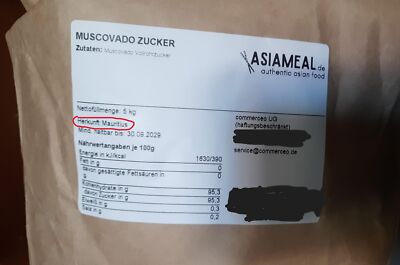 MUSCOVADO ZUCKER
Zutaten: Muscovado Vollrohrzucker
ASIAMEAL.de
authentic asian food
Nettofüllmenge: 5 kg
Herkunft Mauritius
Mind. haltbar bis: 30.09.2029
commerceo UG
(haftungsbeschränkt)
service@commerceo.de
Nährwertangaben je 100g
Energie in kJ/kcal 1630/390
Fett in g 0
davon gesättigte Fettsäuren in g 0
Kohlenhydrate in g 95,3
davon Zucker in g 95,3
Eiweiß in g 0,3
Salz in g 0,2